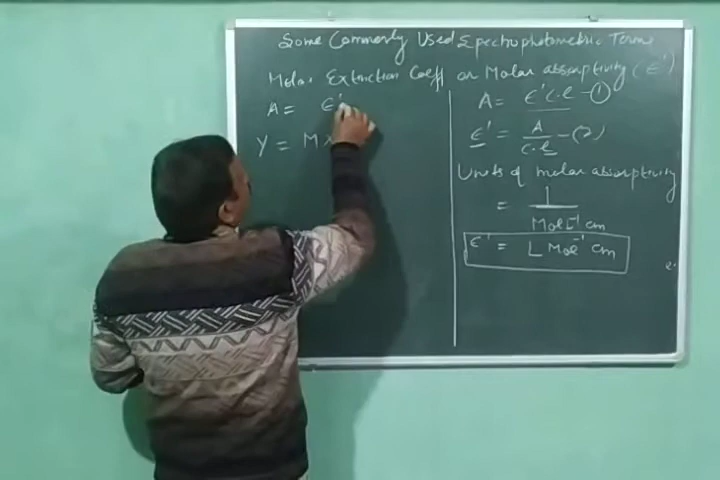 Some Commonly Used Spectrophotometric Terms
Molar Extinction Coeff or Molar absorptivity (ϵ')
A = ϵ'
Y = Mx
A = ϵ'c.l - ①
ϵ' = A / c.l - (2)
Units of molar absorptivity
= 1 / Mol L⁻¹ cm
ϵ' = L Mol⁻¹ cm